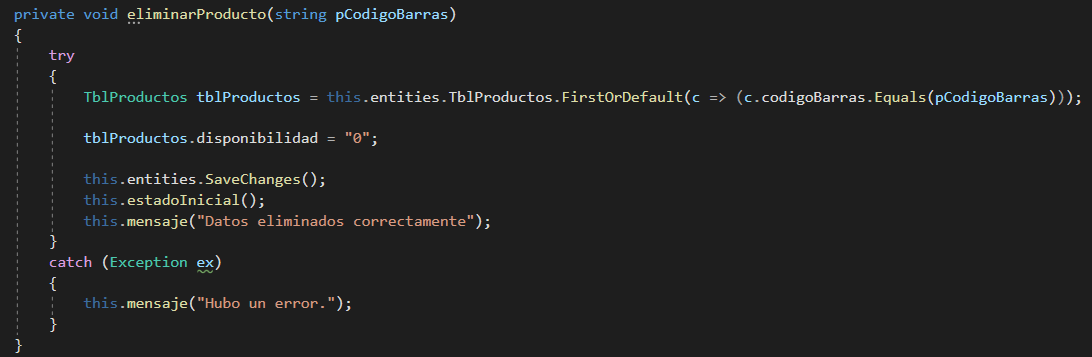 private void eliminarProducto(string pCodigoBarras)
{
    try
    {
        TblProductos tblProductos = this.entities.TblProductos.FirstOrDefault(c => (c.codigoBarras.Equals(pCodigoBarras)));

        tblProductos.disponibilidad = "0";

        this.entities.SaveChanges();
        this.estadoInicial();
        this.mensaje("Datos eliminados correctamente");
    }
    catch (Exception ex)
    {
        this.mensaje("Hubo un error.");
    }
}